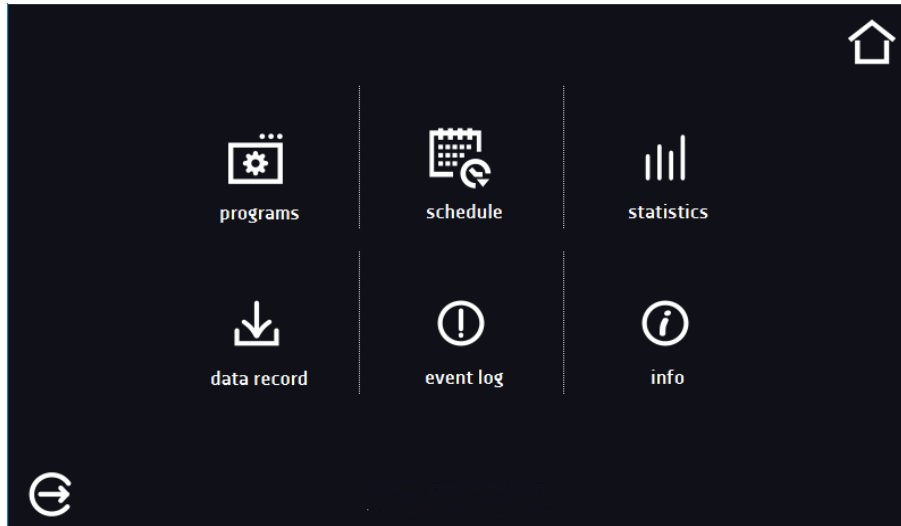 programs
schedule
statistics
data record
event log
info